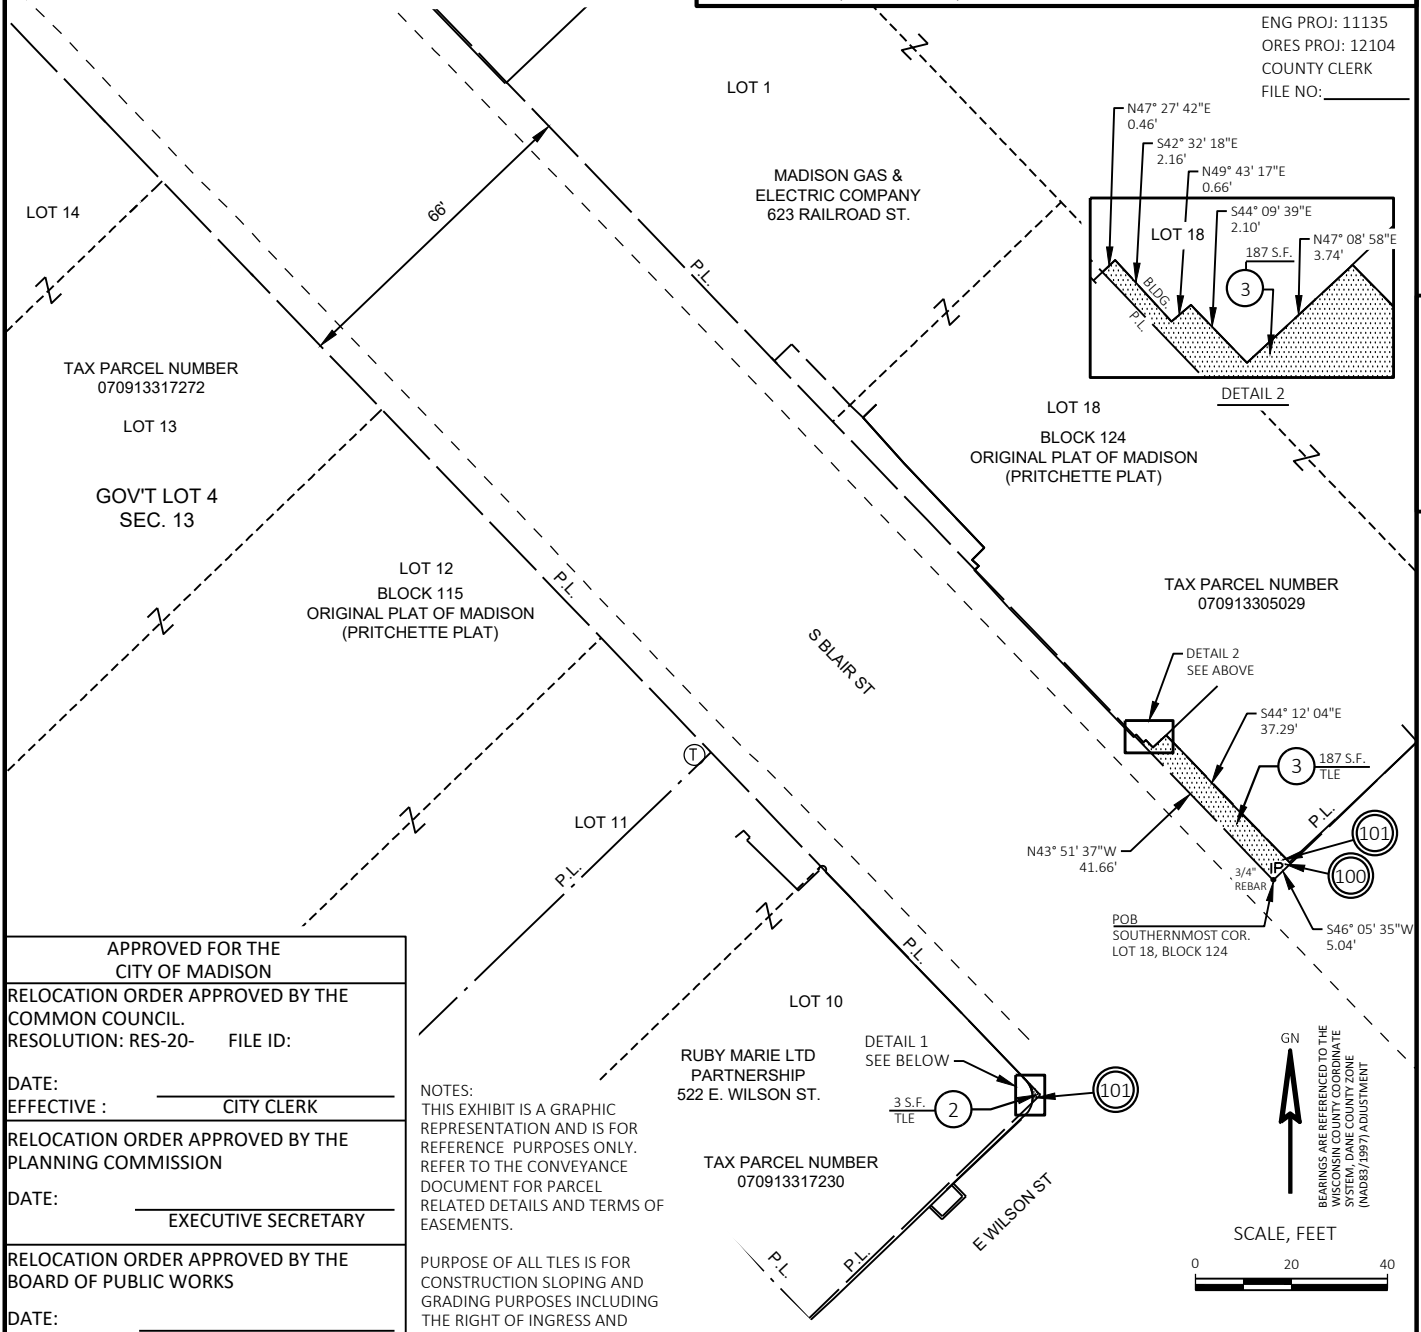 ENG PROJ: 11135
ORES PROJ: 12104
COUNTY CLERK
FILE NO:
LOT 1
MADISON GAS &
ELECTRIC COMPANY
623 RAILROAD ST.
N47° 27' 42"E
0.46'
S42° 32' 18"E
2.16'
N49° 43' 17"E
0.66'
S44° 09' 39"E
2.10'
N47° 08' 58"E
3.74'
LOT 18
187 S.F.
3
BLDG.
P.L.
DETAIL 2
LOT 14
66'
P.L.
TAX PARCEL NUMBER
070913317272
LOT 13
GOV'T LOT 4
SEC. 13
LOT 18
BLOCK 124
ORIGINAL PLAT OF MADISON
(PRITCHETTE PLAT)
LOT 12
BLOCK 115
ORIGINAL PLAT OF MADISON
(PRITCHETTE PLAT)
P.L.
TAX PARCEL NUMBER
070913305029
S BLAIR ST
DETAIL 2
SEE ABOVE
S44° 12' 04"E
37.29'
3
187 S.F.
TLE
T
LOT 11
P.L.
P.L.
101
100
N43° 51' 37"W
41.66'
3/4"
REBAR
IP
POB
SOUTHERNMOST COR.
LOT 18, BLOCK 124
S46° 05' 35"W
5.04'
P.L.
LOT 10
DETAIL 1
SEE BELOW
RUBY MARIE LTD
PARTNERSHIP
522 E. WILSON ST.
3 S.F.
TLE
2
101
TAX PARCEL NUMBER
070913317230
E WILSON ST
P.L.
P.L.
GN
BEARINGS ARE REFERENCED TO THE
WISCONSIN COUNTY COORDINATE
SYSTEM, DANE COUNTY ZONE
(NAD83/1997) ADJUSTMENT
SCALE, FEET
0 20 40
APPROVED FOR THE
CITY OF MADISON
RELOCATION ORDER APPROVED BY THE
COMMON COUNCIL.
RESOLUTION: RES-20- FILE ID:
DATE:
EFFECTIVE : CITY CLERK
RELOCATION ORDER APPROVED BY THE
PLANNING COMMISSION
DATE:
EXECUTIVE SECRETARY
RELOCATION ORDER APPROVED BY THE
BOARD OF PUBLIC WORKS
DATE:
NOTES:
THIS EXHIBIT IS A GRAPHIC
REPRESENTATION AND IS FOR
REFERENCE PURPOSES ONLY.
REFER TO THE CONVEYANCE
DOCUMENT FOR PARCEL
RELATED DETAILS AND TERMS OF
EASEMENTS.
PURPOSE OF ALL TLES IS FOR
CONSTRUCTION SLOPING AND
GRADING PURPOSES INCLUDING
THE RIGHT OF INGRESS AND